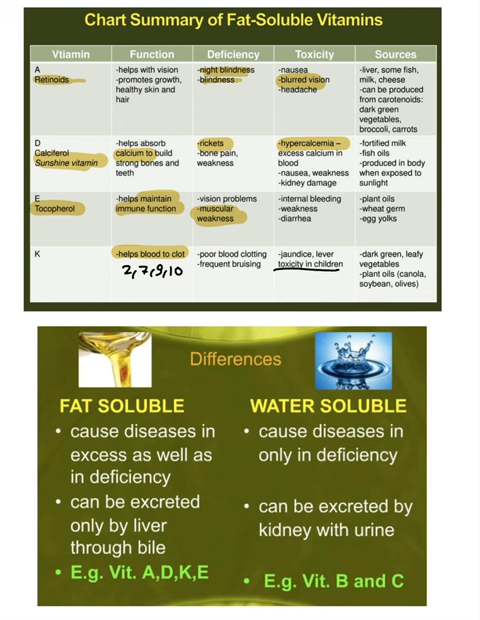 Chart Summary of Fat-Soluble Vitamins
Vtiamin Function Deficiency Toxicity Sources
A
Retinoids
-helps with vision
-promotes growth,
healthy skin and
hair
-night blindness
-blindness
-nausea
-blurred vision
-headache
-liver, some fish,
milk, cheese
-can be produced
from carotenoids:
dark green
vegetables,
broccoli, carrots
D
Calciferol
Sunshine vitamin
-helps absorb
calcium to build
strong bones and
teeth
-rickets
-bone pain,
weakness
-hypercalcemia –
excess calcium in
blood
-nausea, weakness
-kidney damage
-fortified milk
-fish oils
-produced in body
when exposed to
sunlight
E
Tocopherol
-helps maintain
immune function
-vision problems
-muscular
weakness
-internal bleeding
-weakness
-diarrhea
-plant oils
-wheat germ
-egg yolks
K
-helps blood to clot
2,7,9,10
-poor blood clotting
-frequent bruising
-jaundice, lever
toxicity in children
-dark green, leafy
vegetables
-plant oils (canola,
soybean, olives)
Differences
FAT SOLUBLE
• cause diseases in
excess as well as
in deficiency
• can be excreted
only by liver
through bile
• E.g. Vit. A,D,K,E
WATER SOLUBLE
• cause diseases in
only in deficiency
• can be excreted by
kidney with urine
• E.g. Vit. B and C